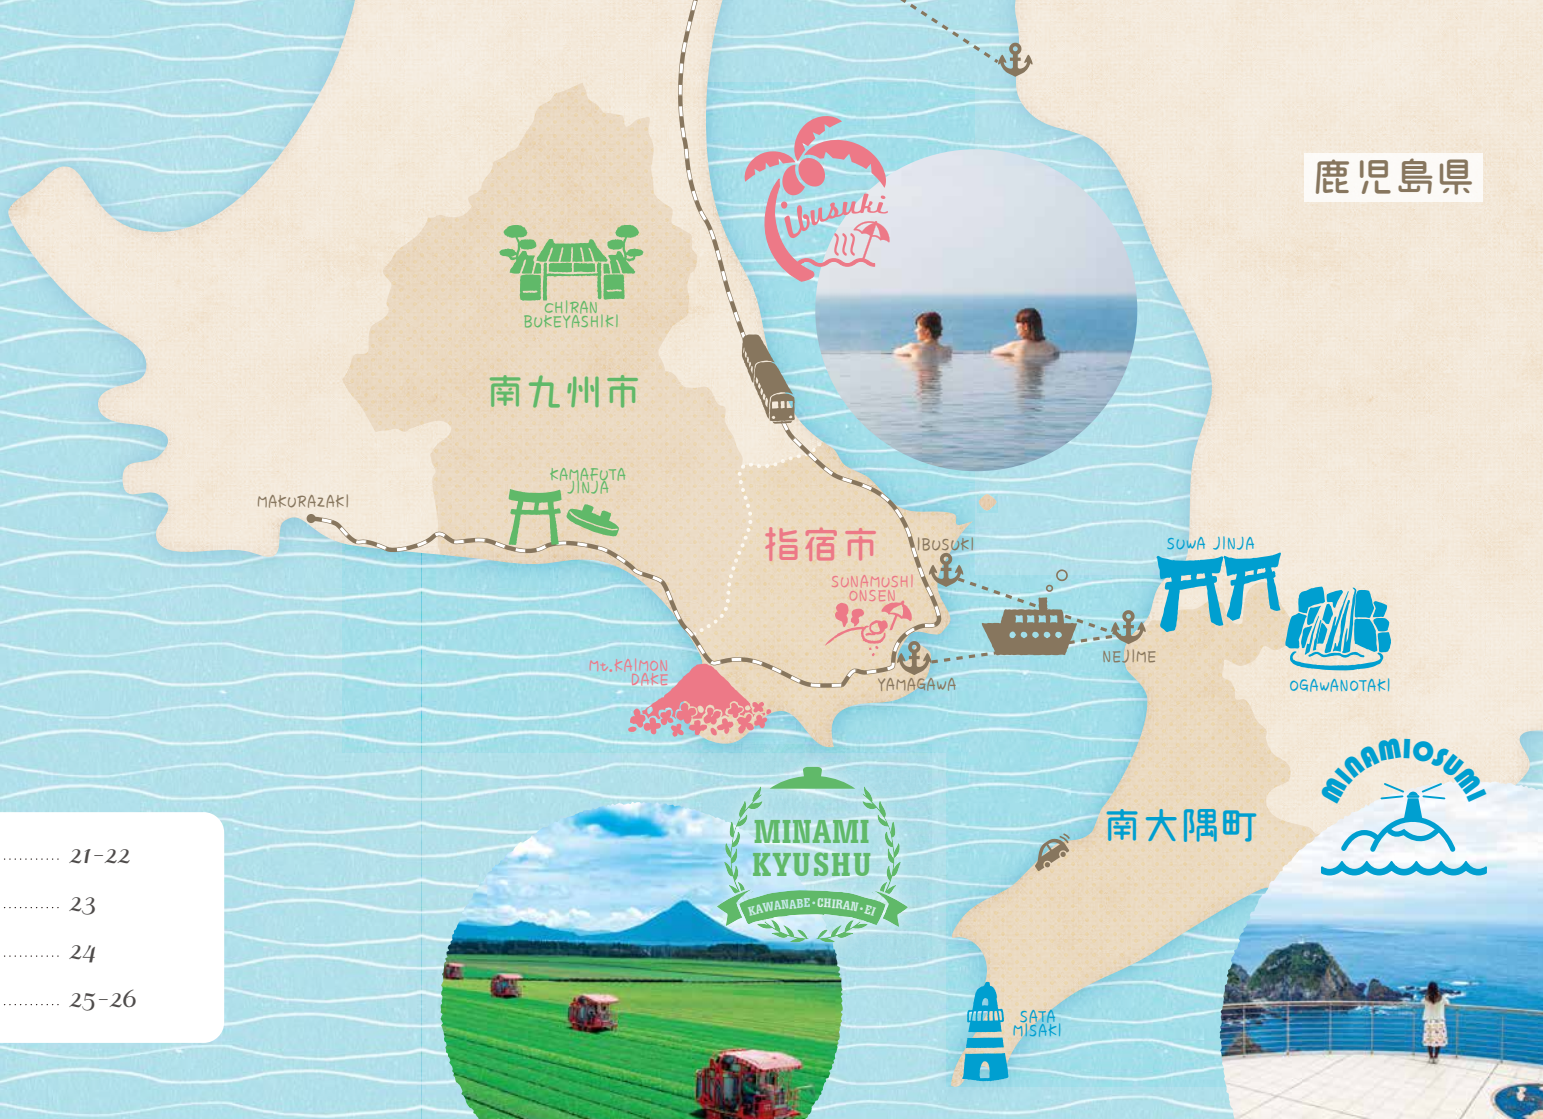 鹿児島県
ibusuki
CHIRAN
BUKEYASHIKI
南九州市
KAMAFUTA
JINJA
MAKURAZAKI
指宿市
IBUSUKI
SUNAMUSHI
ONSEN
SUWA JINJA
NEJIME
OGAWANOTAKI
Mt.KAIMON
DAKE
YAMAGAWA
MINAMIOSUMI
南大隅町
MINAMI
KYUSHU
KAWANABE・CHIRAN・EI
SATA
MISAKI
............ 21-22
............ 23
............ 24
............ 25-26